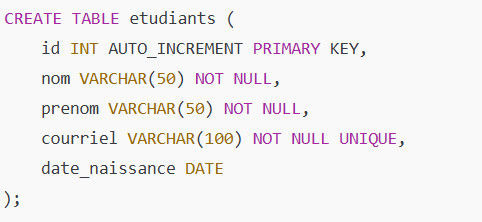 CREATE TABLE etudiants (
    id INT AUTO_INCREMENT PRIMARY KEY,
    nom VARCHAR(50) NOT NULL,
    prenom VARCHAR(50) NOT NULL,
    courriel VARCHAR(100) NOT NULL UNIQUE,
    date_naissance DATE
);